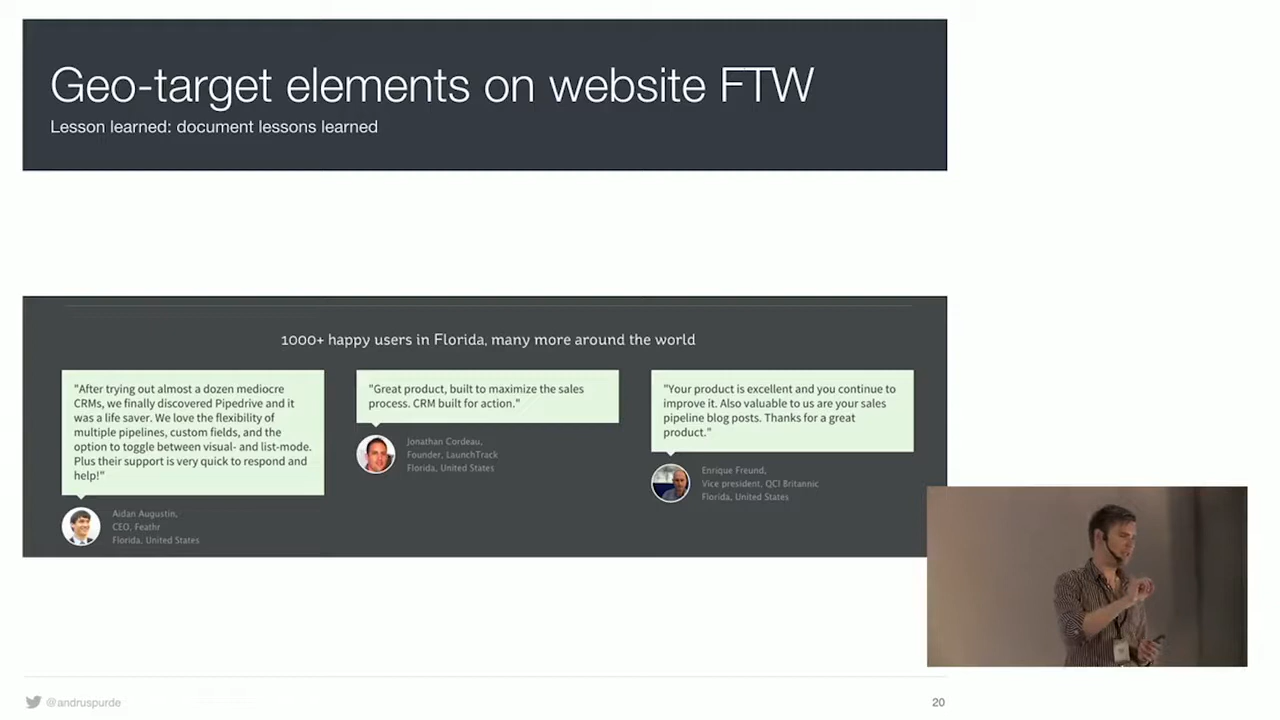 Geo-target elements on website FTW
Lesson learned: document lessons learned
1000+ happy users in Florida, many more around the world
"After trying out almost a dozen mediocre
CRMs, we finally discovered Pipedrive and it
was a life saver. We love the flexibility of
multiple pipelines, custom fields, and the
option to toggle between visual- and list-mode.
Plus their support is very quick to respond and
help!"
Aidan Augustin,
CEO, Feathr
Florida, United States
"Great product, built to maximize the sales
process. CRM built for action."
Jonathan Cordeau,
Founder, LaunchTrack
Florida, United States
"Your product is excellent and you continue to
improve it. Also valuable to us are your sales
pipeline blog posts. Thanks for a great
product."
Enrique Freund,
Vice president, QCI Britannic
Florida, United States
@andruspurde
20